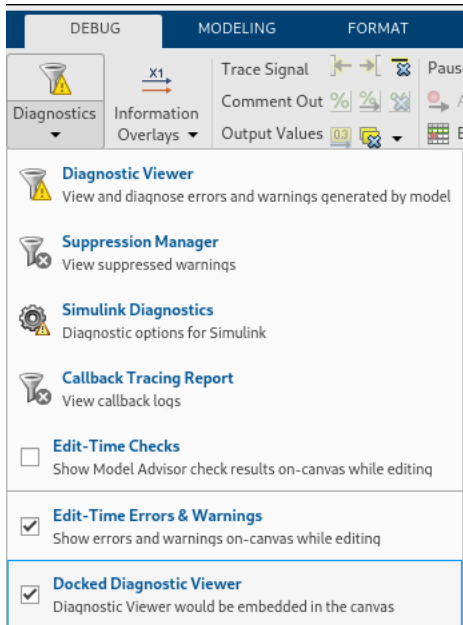 DEBUG MODELING FORMAT
Diagnostics
X1
Information
Overlays
Trace Signal
Comment Out
Output Values
0.3
Paus
Diagnostic Viewer
View and diagnose errors and warnings generated by model
Suppression Manager
View suppressed warnings
Simulink Diagnostics
Diagnostic options for Simulink
Callback Tracing Report
View callback logs
Edit-Time Checks
Show Model Advisor check results on-canvas while editing
Edit-Time Errors & Warnings
Show errors and warnings on-canvas while editing
Docked Diagnostic Viewer
Diagnostic Viewer would be embedded in the canvas